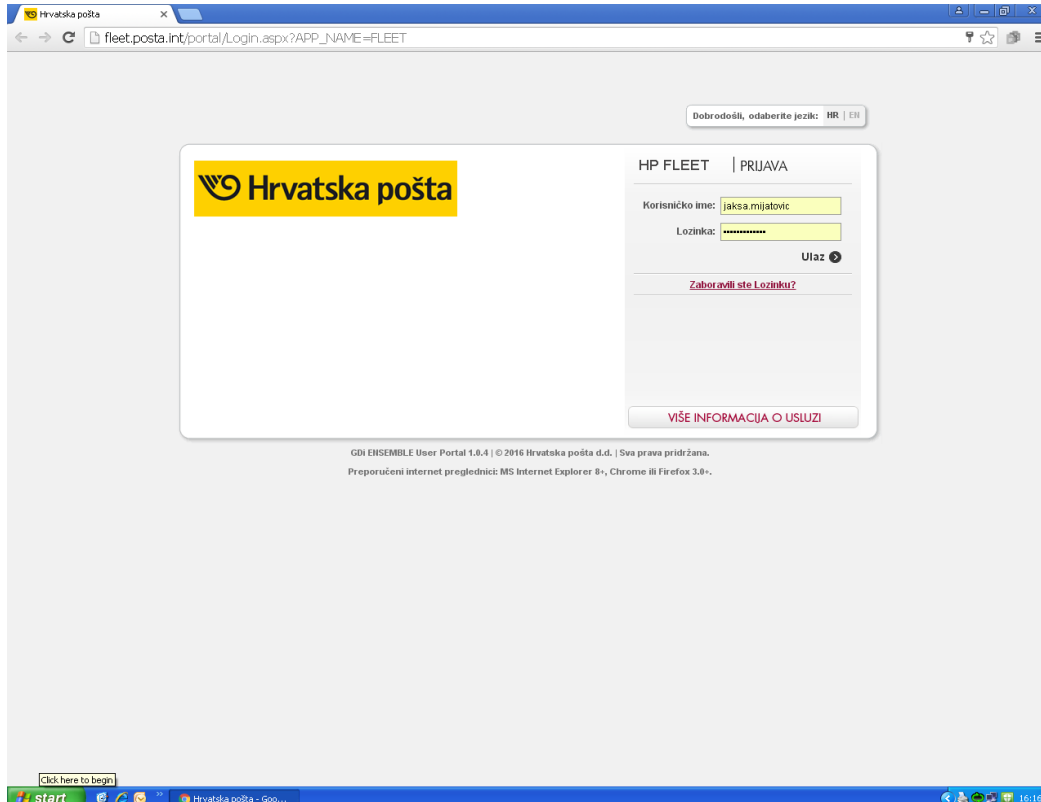 Hrvatska pošta
fleet.posta.int/portal/Login.aspx?APP_NAME=FLEET
Dobrodošli, odaberite jezik: HR | EN
Hrvatska pošta
HP FLEET | PRIJAVA
Korisničko ime: jaksa.mijatovic
Lozinka: •••••••••••••
Ulaz
Zaboravili ste Lozinku?
VIŠE INFORMACIJA O USLUZI
GDi ENSEMBLE User Portal 1.0.4 | © 2016 Hrvatska pošta d.d. | Sva prava pridržana.
Preporučeni internet preglednici: MS Internet Explorer 8+, Chrome ili Firefox 3.0+.
Click here to begin
start
Hrvatska pošta - Goo...
16:16